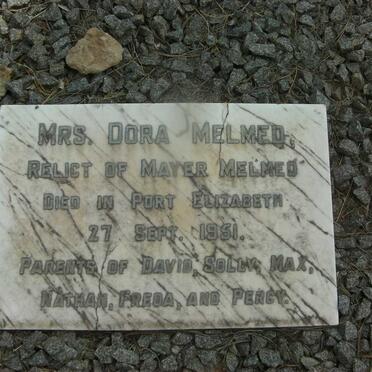 Mrs. Dora Melmed,
Relict of Mayer Melmed
Died in Port Elizabeth
27 Sept. 1951.
Parents of David, Solly, Max,
Nathan, Freda, and Percy.